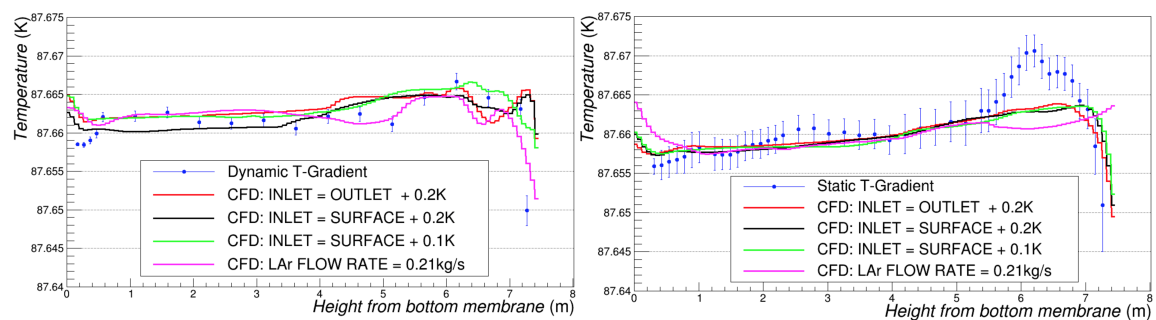 Temperature (K)
87.675
87.67
87.665
87.66
87.655
87.65
87.645
87.64
Dynamic T-Gradient
CFD: INLET = OUTLET + 0.2K
CFD: INLET = SURFACE + 0.2K
CFD: INLET = SURFACE + 0.1K
CFD: LAr FLOW RATE = 0.21kg/s
0 1 2 3 4 5 6 7 8
Height from bottom membrane (m)
Temperature (K)
87.675
87.67
87.665
87.66
87.655
87.65
87.645
87.64
Static T-Gradient
CFD: INLET = OUTLET + 0.2K
CFD: INLET = SURFACE + 0.2K
CFD: INLET = SURFACE + 0.1K
CFD: LAr FLOW RATE = 0.21kg/s
0 1 2 3 4 5 6 7 8
Height from bottom membrane (m)